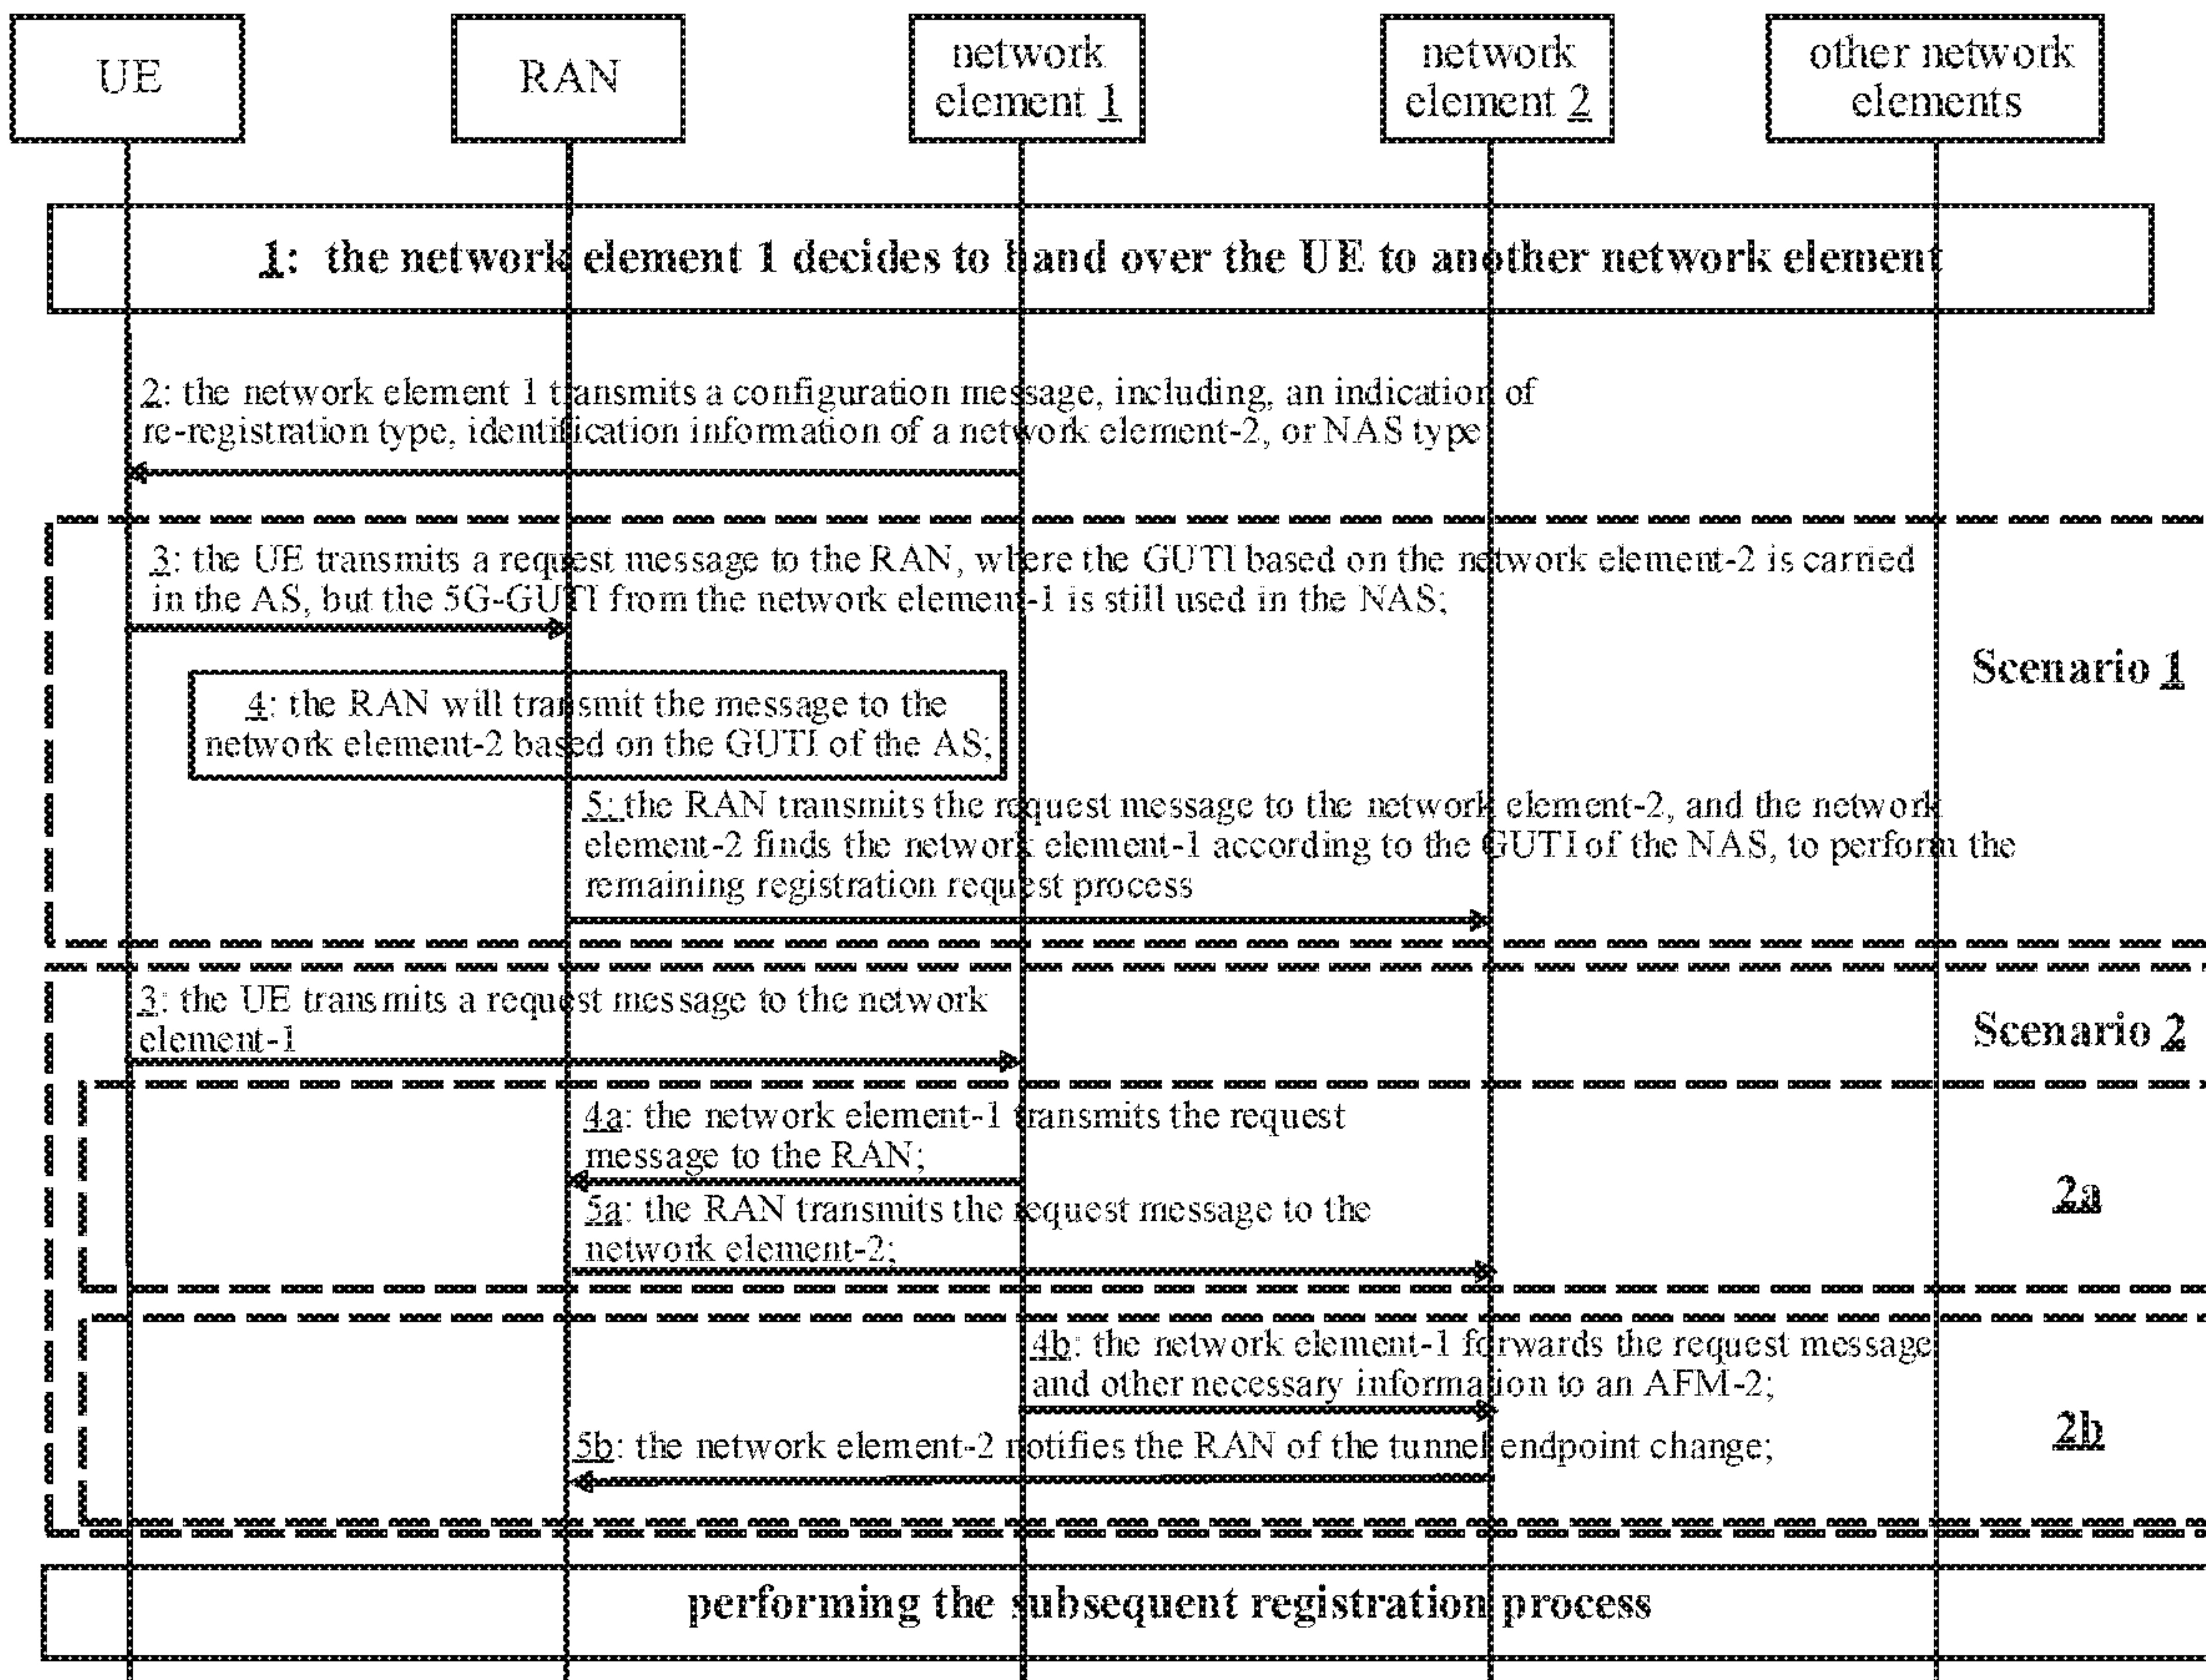 UE
RAN
network
element 1
network
element 2
other network
elements
1: the network element 1 decides to hand over the UE to another network element
2: the network element 1 transmits a configuration message, including, an indication of
re-registration type, identification information of a network element-2, or NAS type
3: the UE transmits a request message to the RAN, where the GUTI based on the network element-2 is carried
in the AS, but the 5G-GUTI from the network element-1 is still used in the NAS;
Scenario 1
4: the RAN will transmit the message to the
network element-2 based on the GUTI of the AS;
5: the RAN transmits the request message to the network element-2, and the network
element-2 finds the network element-1 according to the GUTI of the NAS, to perform the
remaining registration request process
3: the UE transmits a request message to the network
element-1
Scenario 2
4a: the network element-1 transmits the request
message to the RAN;
5a: the RAN transmits the request message to the
network element-2;
2a
4b: the network element-1 forwards the request message
and other necessary information to an AFM-2;
5b: the network element-2 notifies the RAN of the tunnel endpoint change;
2b
performing the subsequent registration process